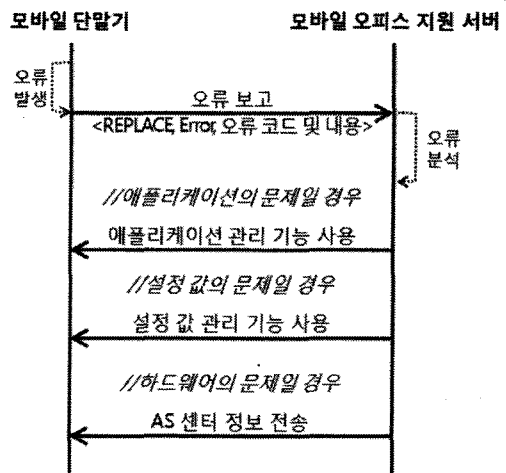 모바일 단말기
모바일 오피스 지원 서버
오류
발생
오류 보고
<REPLACE, Error, 오류 코드 및 내용>
오류
분석
//애플리케이션의 문제일 경우
애플리케이션 관리 기능 사용
//설정 값의 문제일 경우
설정 값 관리 기능 사용
//하드웨어의 문제일 경우
AS 센터 정보 전송